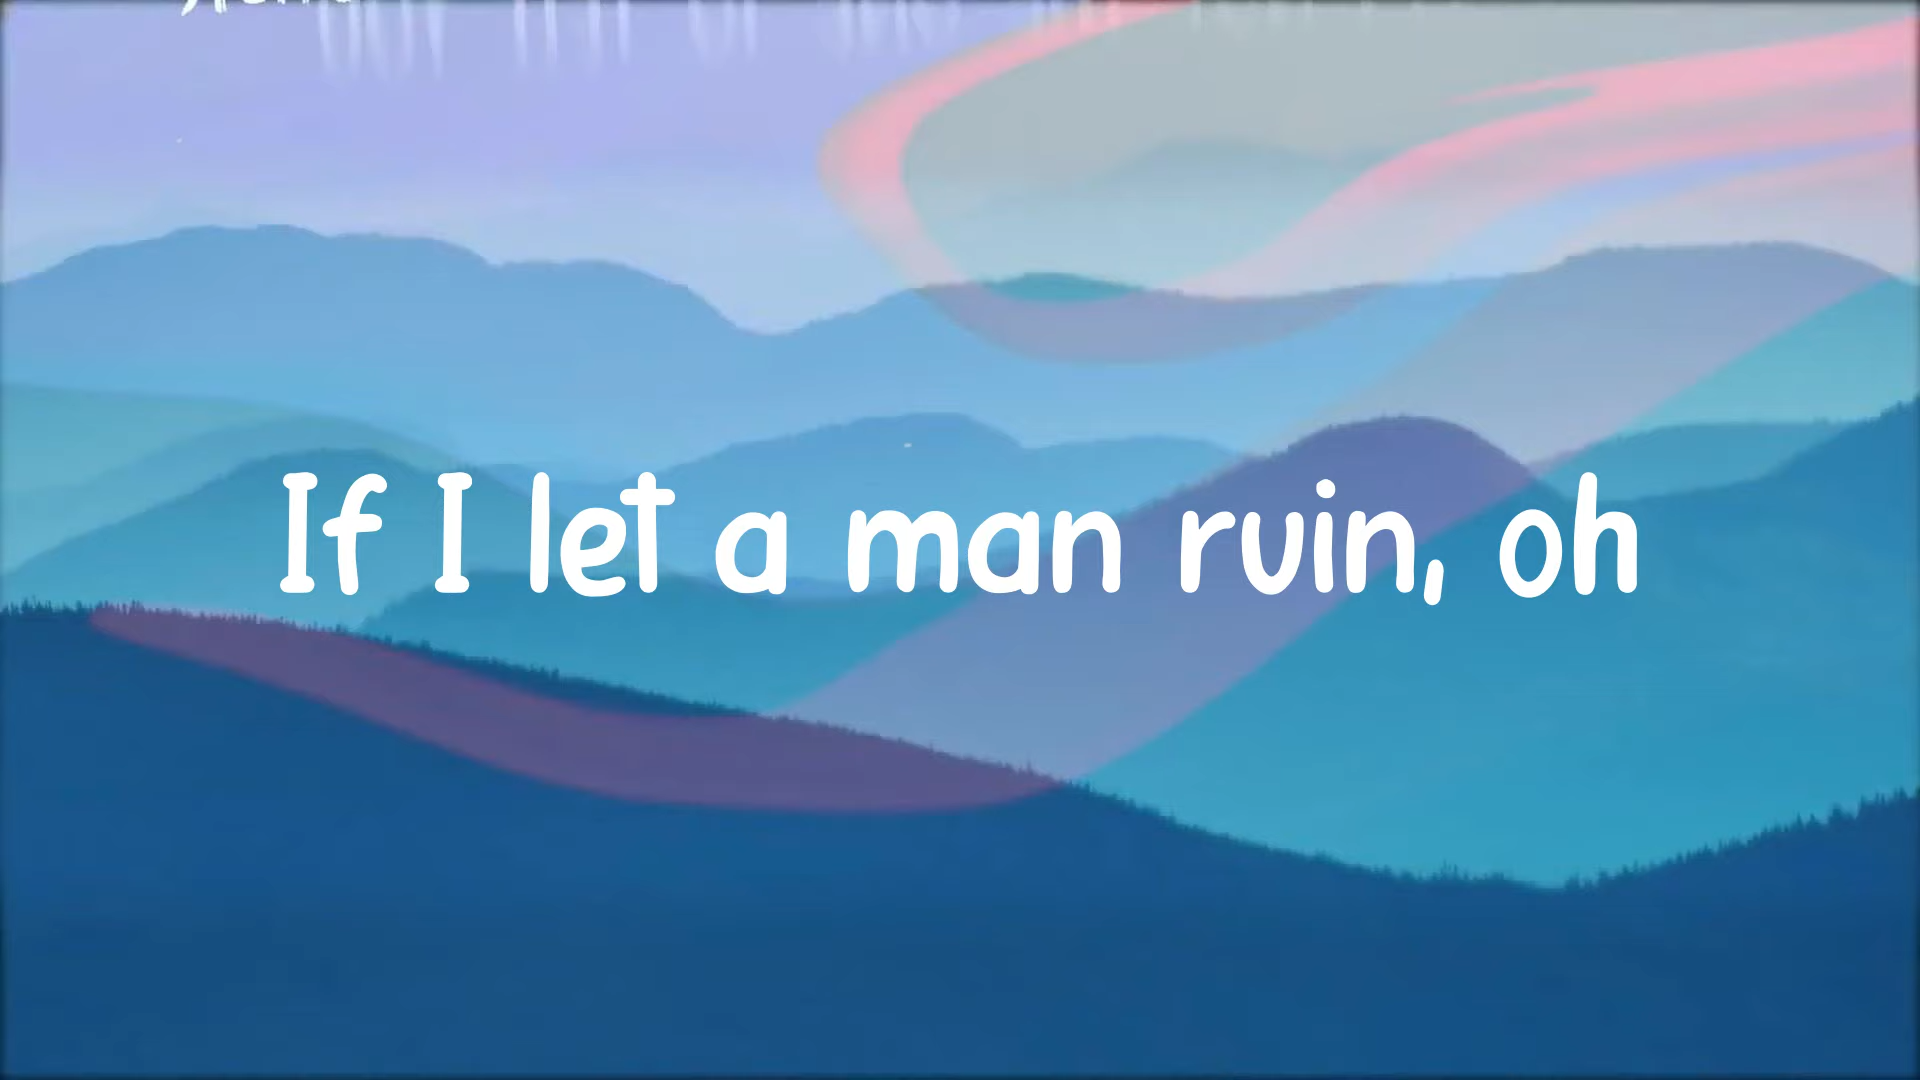 If I let a man ruin, oh